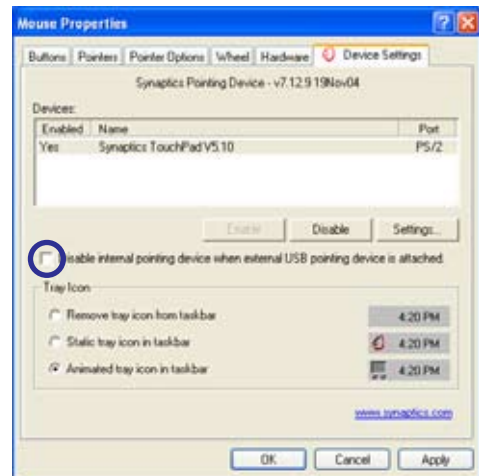 Mouse Properties
Buttons Pointers Pointer Options Wheel Hardware Device Settings
Synaptics Pointing Device - v7.12.9 19Nov04
Devices:
Enabled Name Port
Yes Synaptics TouchPad V5.10 PS/2
Enable Disable Settings...
Disable internal pointing device when external USB pointing device is attached.
Tray Icon
Remove tray icon from taskbar 4:20 PM
Static tray icon in taskbar 4:20 PM
Animated tray icon in taskbar 4:20 PM
www.synaptics.com
OK Cancel Apply